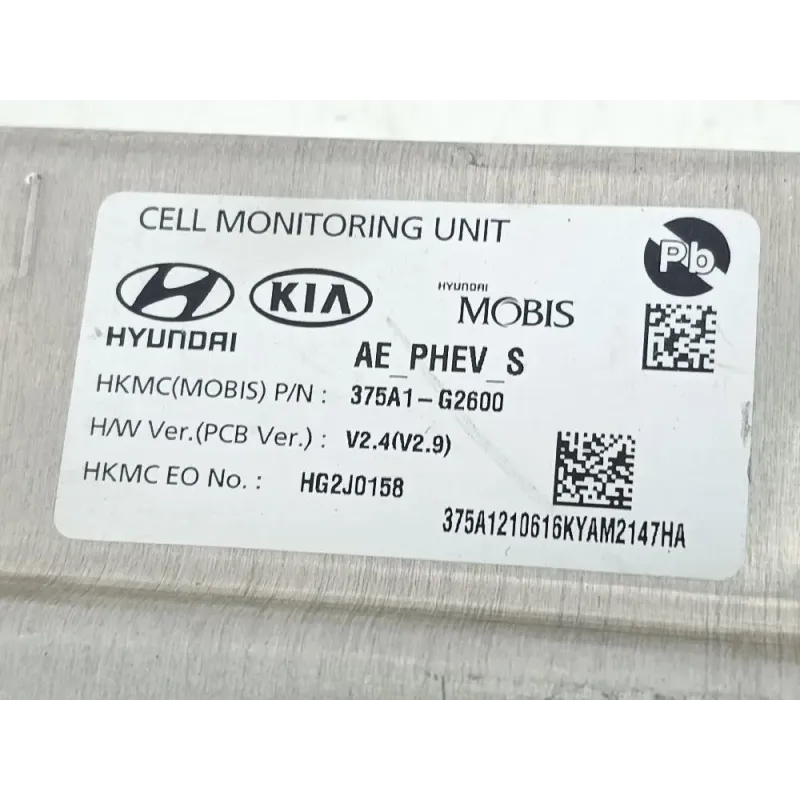 CELL MONITORING UNIT
Pb
HYUNDAI
KIA
HYUNDAI
MOBIS
AE_PHEV_S
HKMC(MOBIS) P/N : 375A1-G2600
H/W Ver.(PCB Ver.) : V2.4(V2.9)
HKMC EO No. : HG2J0158
375A1210616KYAM2147HA